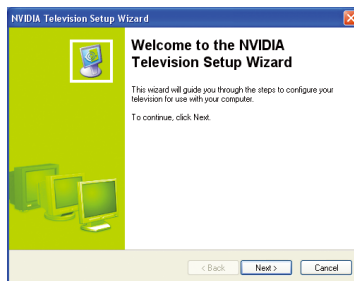 NVIDIA Television Setup Wizard
Welcome to the NVIDIA
Television Setup Wizard
This wizard will guide you through the steps to configure your
television for use with your computer.
To continue, click Next.
< Back
Next >
Cancel